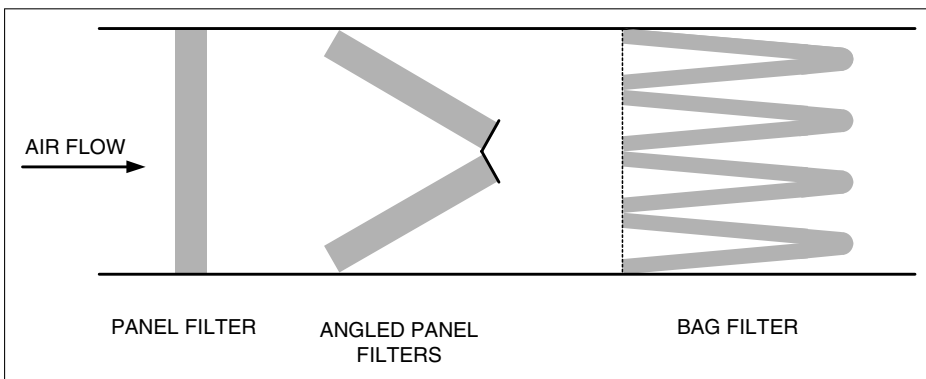 AIR FLOW
PANEL FILTER
ANGLED PANEL
FILTERS
BAG FILTER